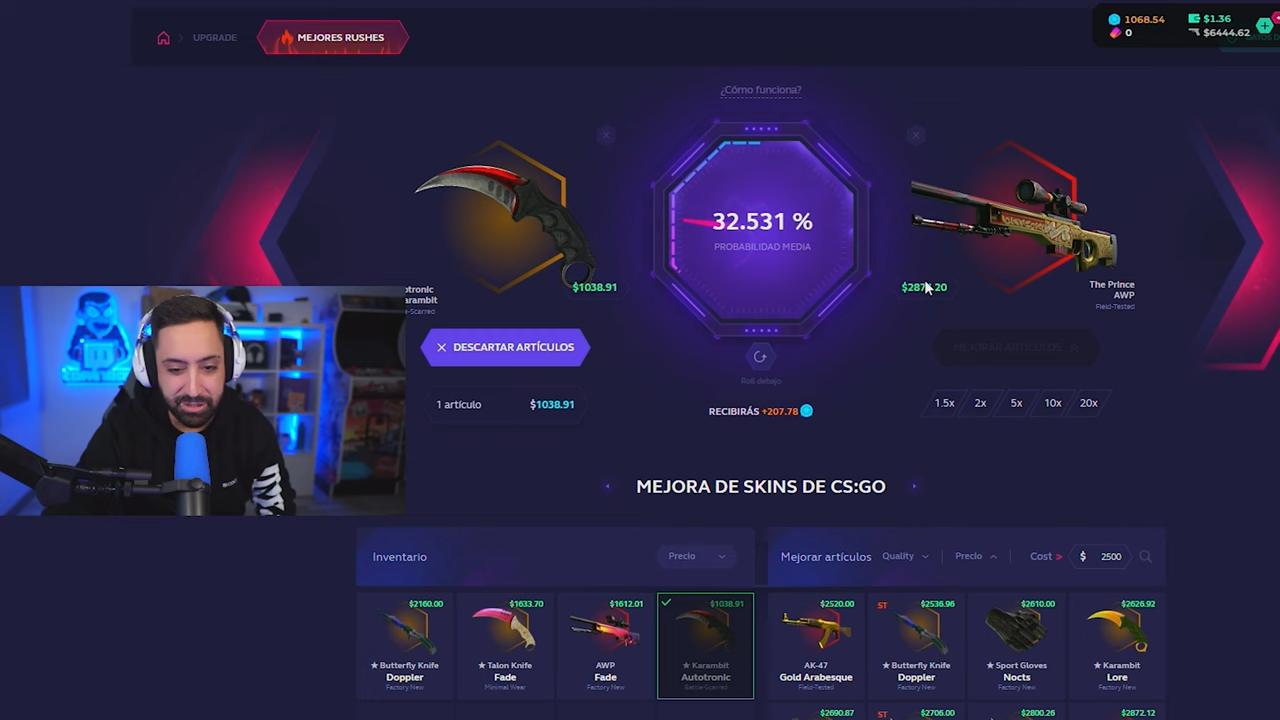 1068.54 $1.36
0 $6444.62
UPGRADE MEJORES RUSHES
¿Cómo funciona?
32.531 %
PROBABILIDAD MEDIA
$1038.91
The Prince
AWP
Field-Tested
DESCARTAR ARTÍCULOS
MEJORAR ARTÍCULOS
Roll debajo
1 artículo $1038.91
RECIBIRÁS +207.78
1.5x 2x 5x 10x 20x
MEJORA DE SKINS DE CS:GO
Inventario Precio
Mejorar artículos Quality Precio Cost > $ 2500
$2160.00 $1633.70 $1612.01 $1038.91
★ Butterfly Knife ★ Talon Knife AWP ★ Karambit
Doppler Fade Fade Autotronic
Factory New Minimal Wear Factory New Battle-Scarred
$2520.00 ST $2536.96 $2610.00 $2626.92
AK-47 ★ Butterfly Knife ★ Sport Gloves ★ Karambit
Gold Arabesque Doppler Nocts Lore
Field-Tested Factory New Factory New Factory New
$2690.87 ST $2706.00 $2800.26 $2872.12